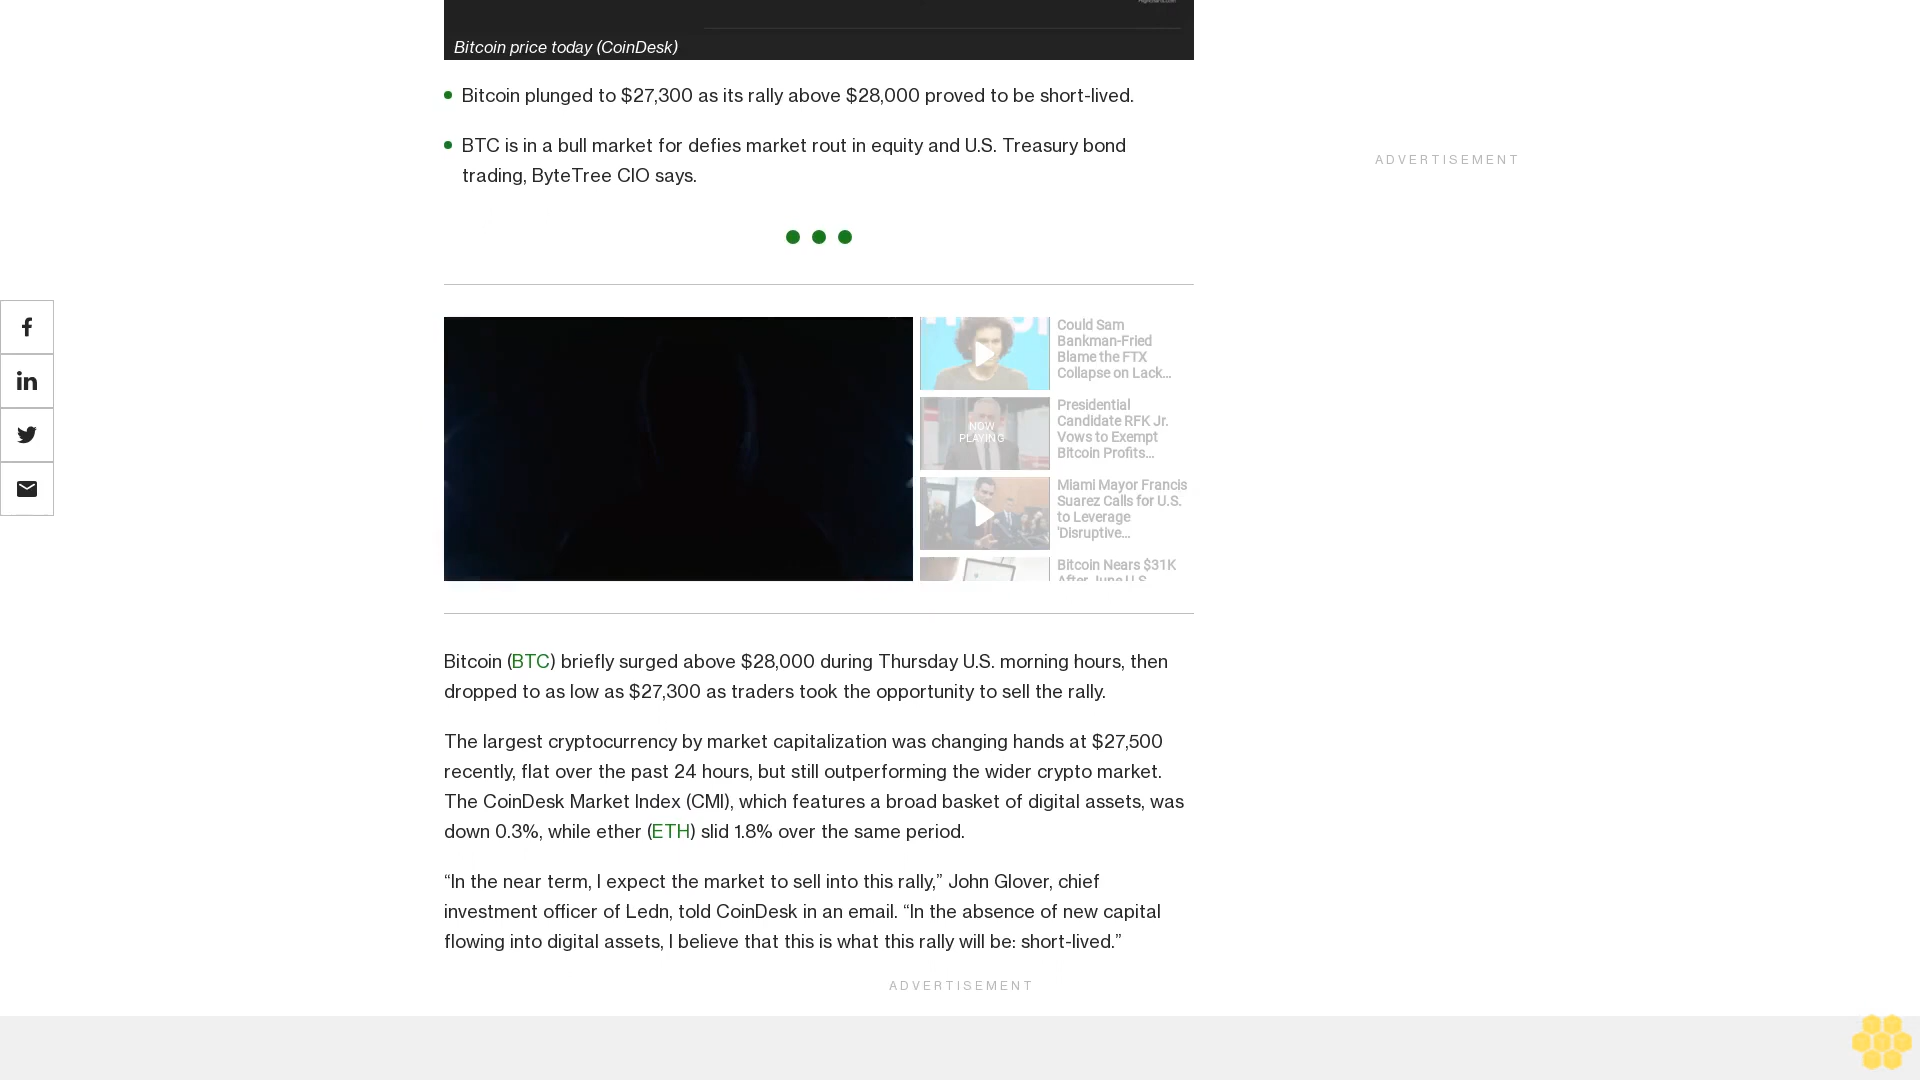 Bitcoin price today (CoinDesk)
Bitcoin plunged to $27,300 as its rally above $28,000 proved to be short-lived.
BTC is in a bull market for defies market rout in equity and U.S. Treasury bond
trading, ByteTree CIO says.
ADVERTISEMENT
Could Sam
Bankman-Fried
Blame the FTX
Collapse on Lack...
NOW
PLAYING
Presidential
Candidate RFK Jr.
Vows to Exempt
Bitcoin Profits...
Miami Mayor Francis
Suarez Calls for U.S.
to Leverage
'Disruptive...
Bitcoin Nears $31K
After June U.S.
Bitcoin (BTC) briefly surged above $28,000 during Thursday U.S. morning hours, then
dropped to as low as $27,300 as traders took the opportunity to sell the rally.
The largest cryptocurrency by market capitalization was changing hands at $27,500
recently, flat over the past 24 hours, but still outperforming the wider crypto market.
The CoinDesk Market Index (CMI), which features a broad basket of digital assets, was
down 0.3%, while ether (ETH) slid 1.8% over the same period.
“In the near term, I expect the market to sell into this rally,” John Glover, chief
investment officer of Ledn, told CoinDesk in an email. “In the absence of new capital
flowing into digital assets, I believe that this is what this rally will be: short-lived.”
ADVERTISEMENT